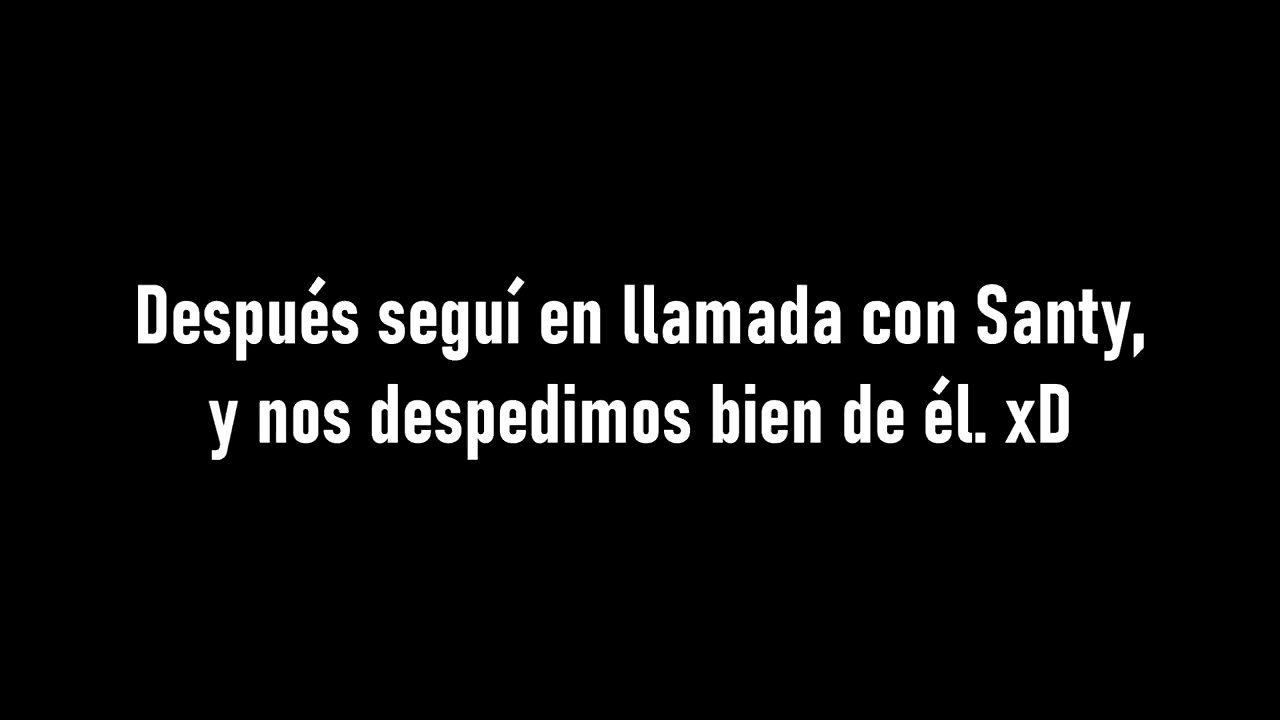 Después seguí en llamada con Santy,
y nos despedimos bien de él. xD